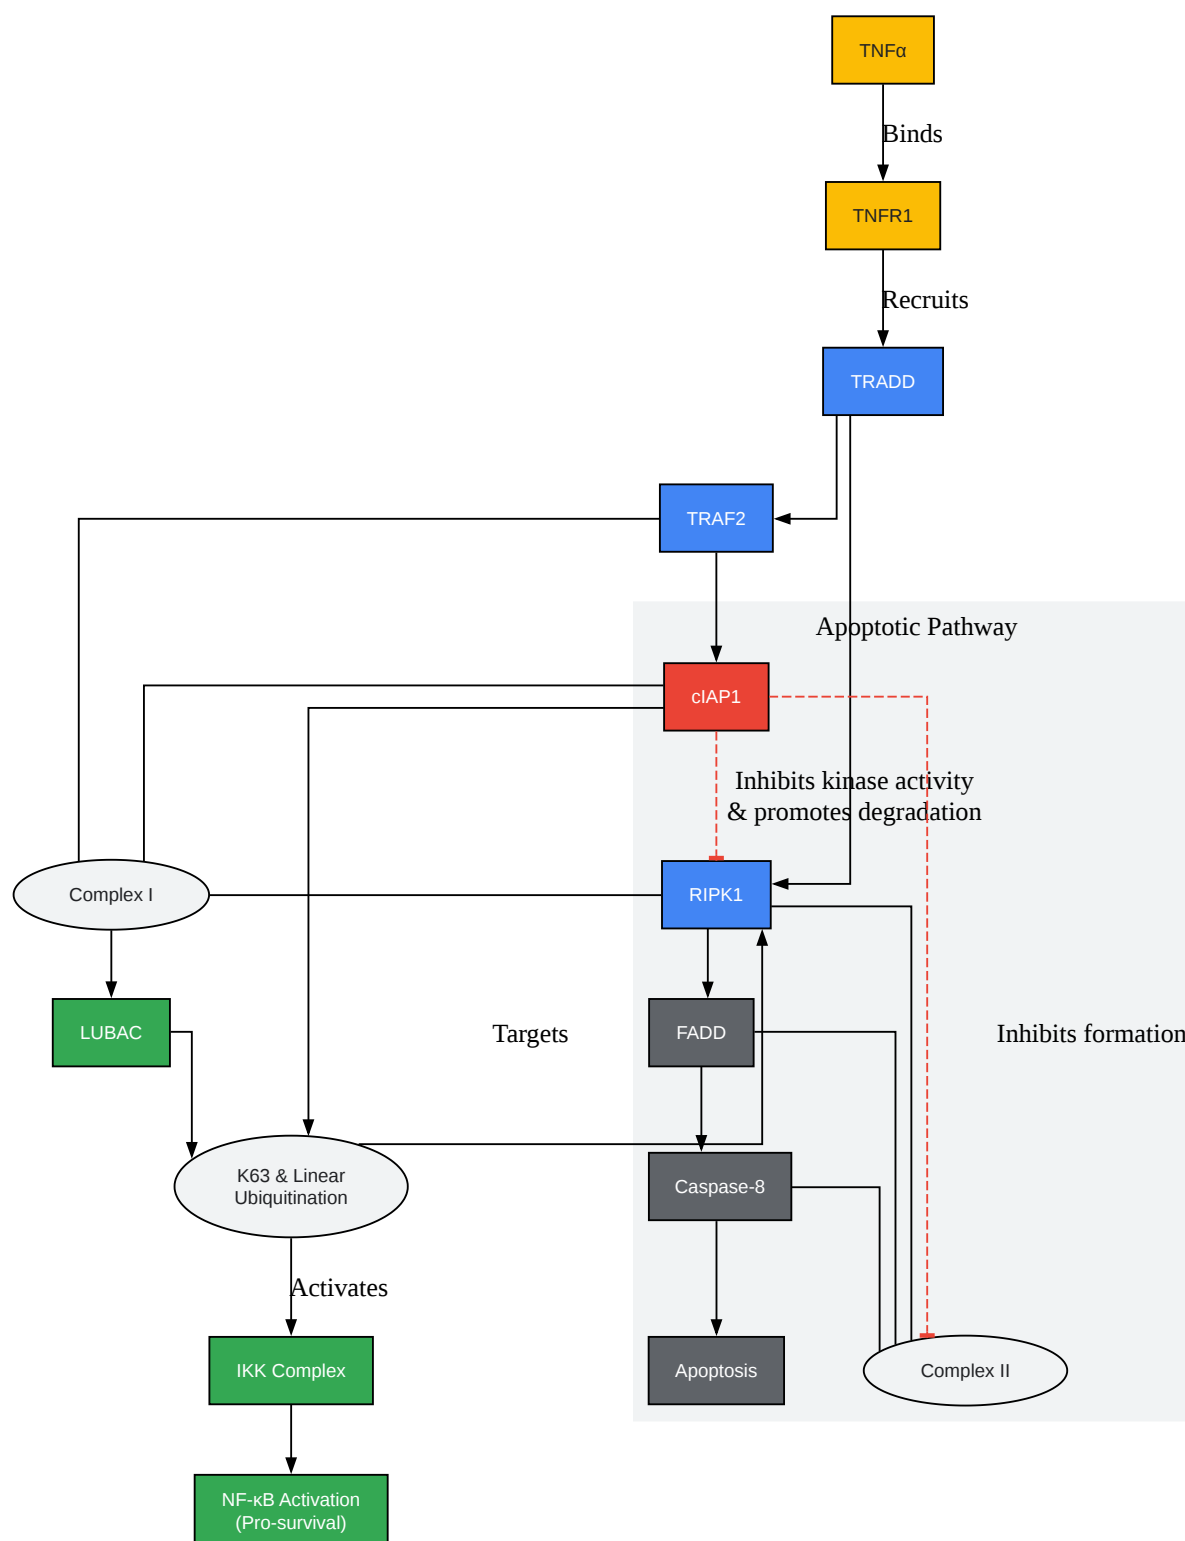 TNFα
Binds
TNFR1
Recruits
TRADD
TRAF2
Apoptotic Pathway
cIAP1
Inhibits kinase activity
& promotes degradation
Complex I
RIPK1
LUBAC
Targets
FADD
Inhibits formation
K63 & Linear
Ubiquitination
Caspase-8
Activates
IKK Complex
Apoptosis
Complex II
NF-κB Activation
(Pro-survival)